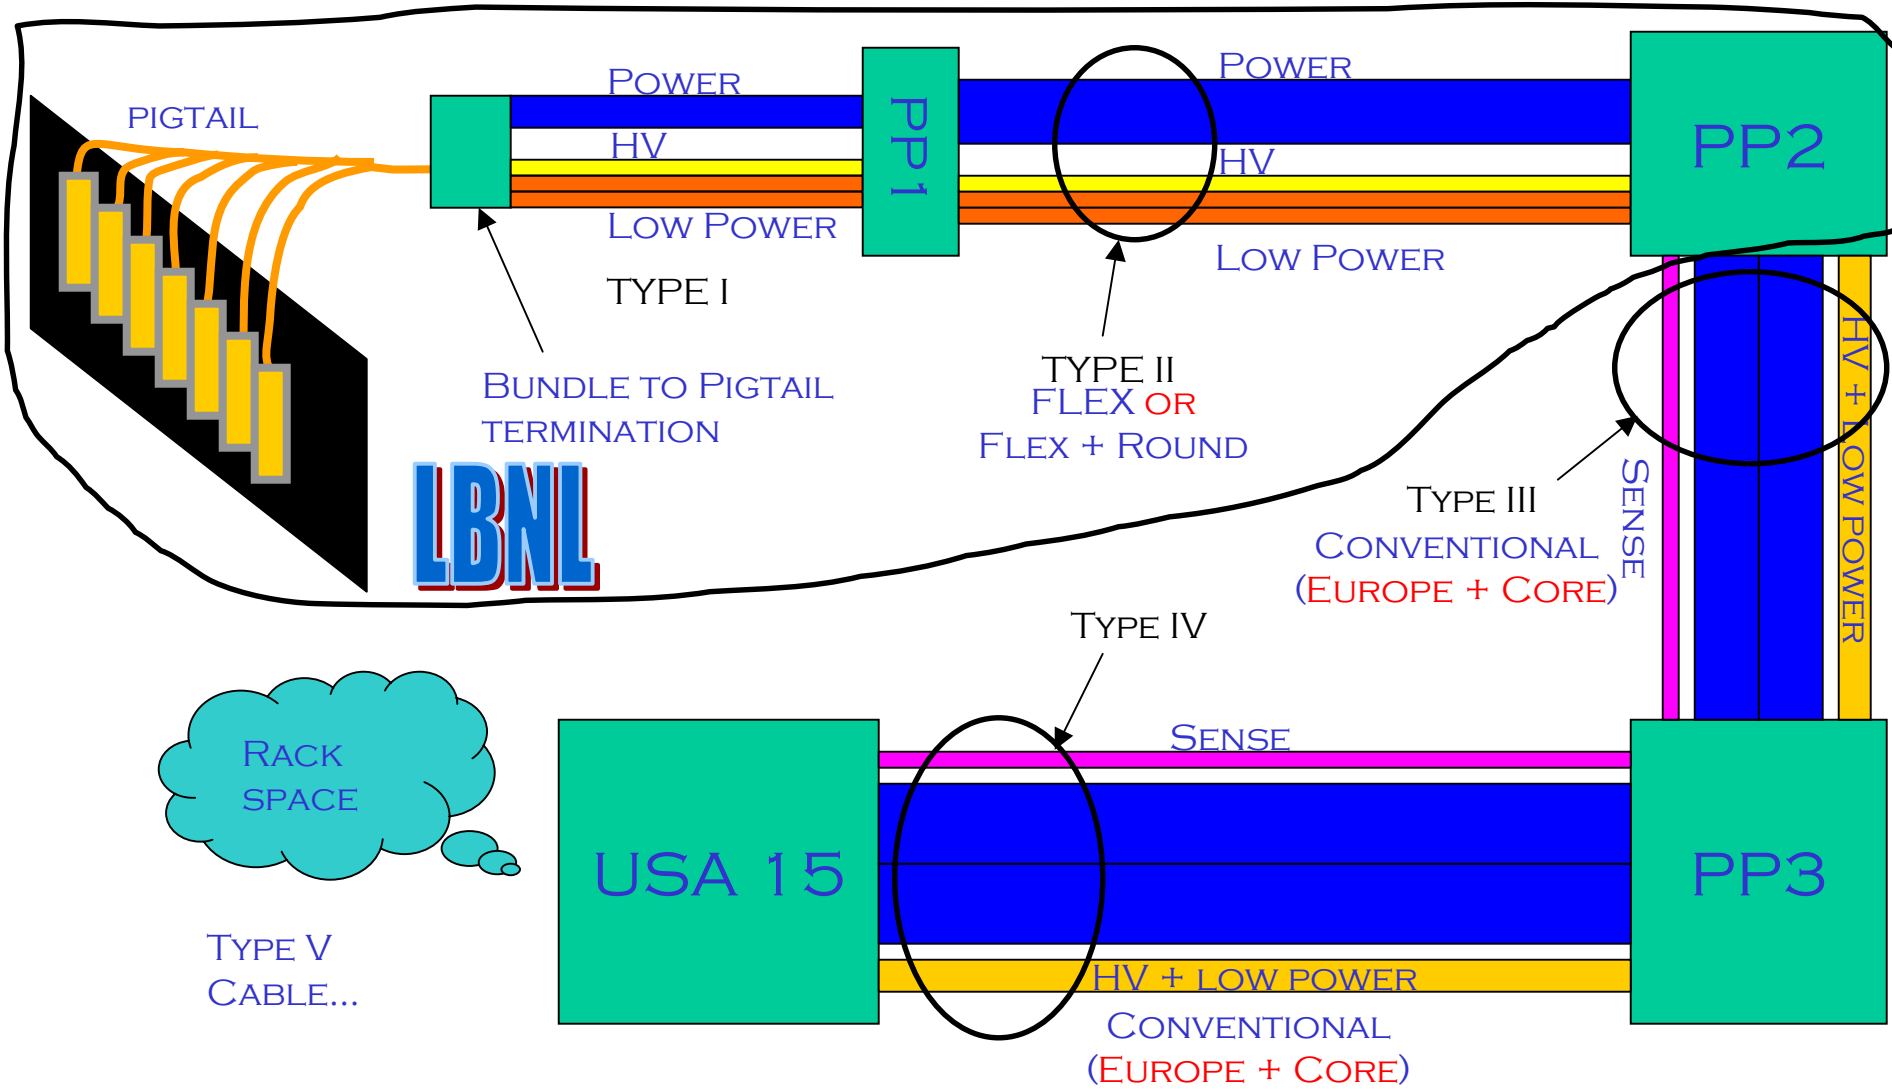 Power
Power
pigtail
PP1
PP2
HV
HV
Low Power
Low Power
TYPE I
TYPE II
FLEX or
Flex + Round
Bundle to Pigtail
termination
LBNL
HV + Low power
Sense
Type III
Conventional
(Europe + Core)
Type IV
Sense
Rack
space
USA 15
PP3
Type V
Cable...
HV + low power
Conventional
(Europe + Core)